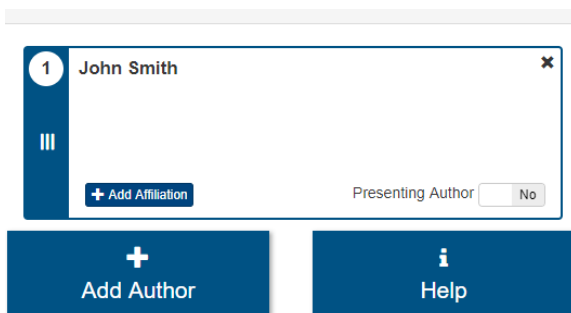 1 John Smith
+ Add Affiliation Presenting Author No
Add Author
Help